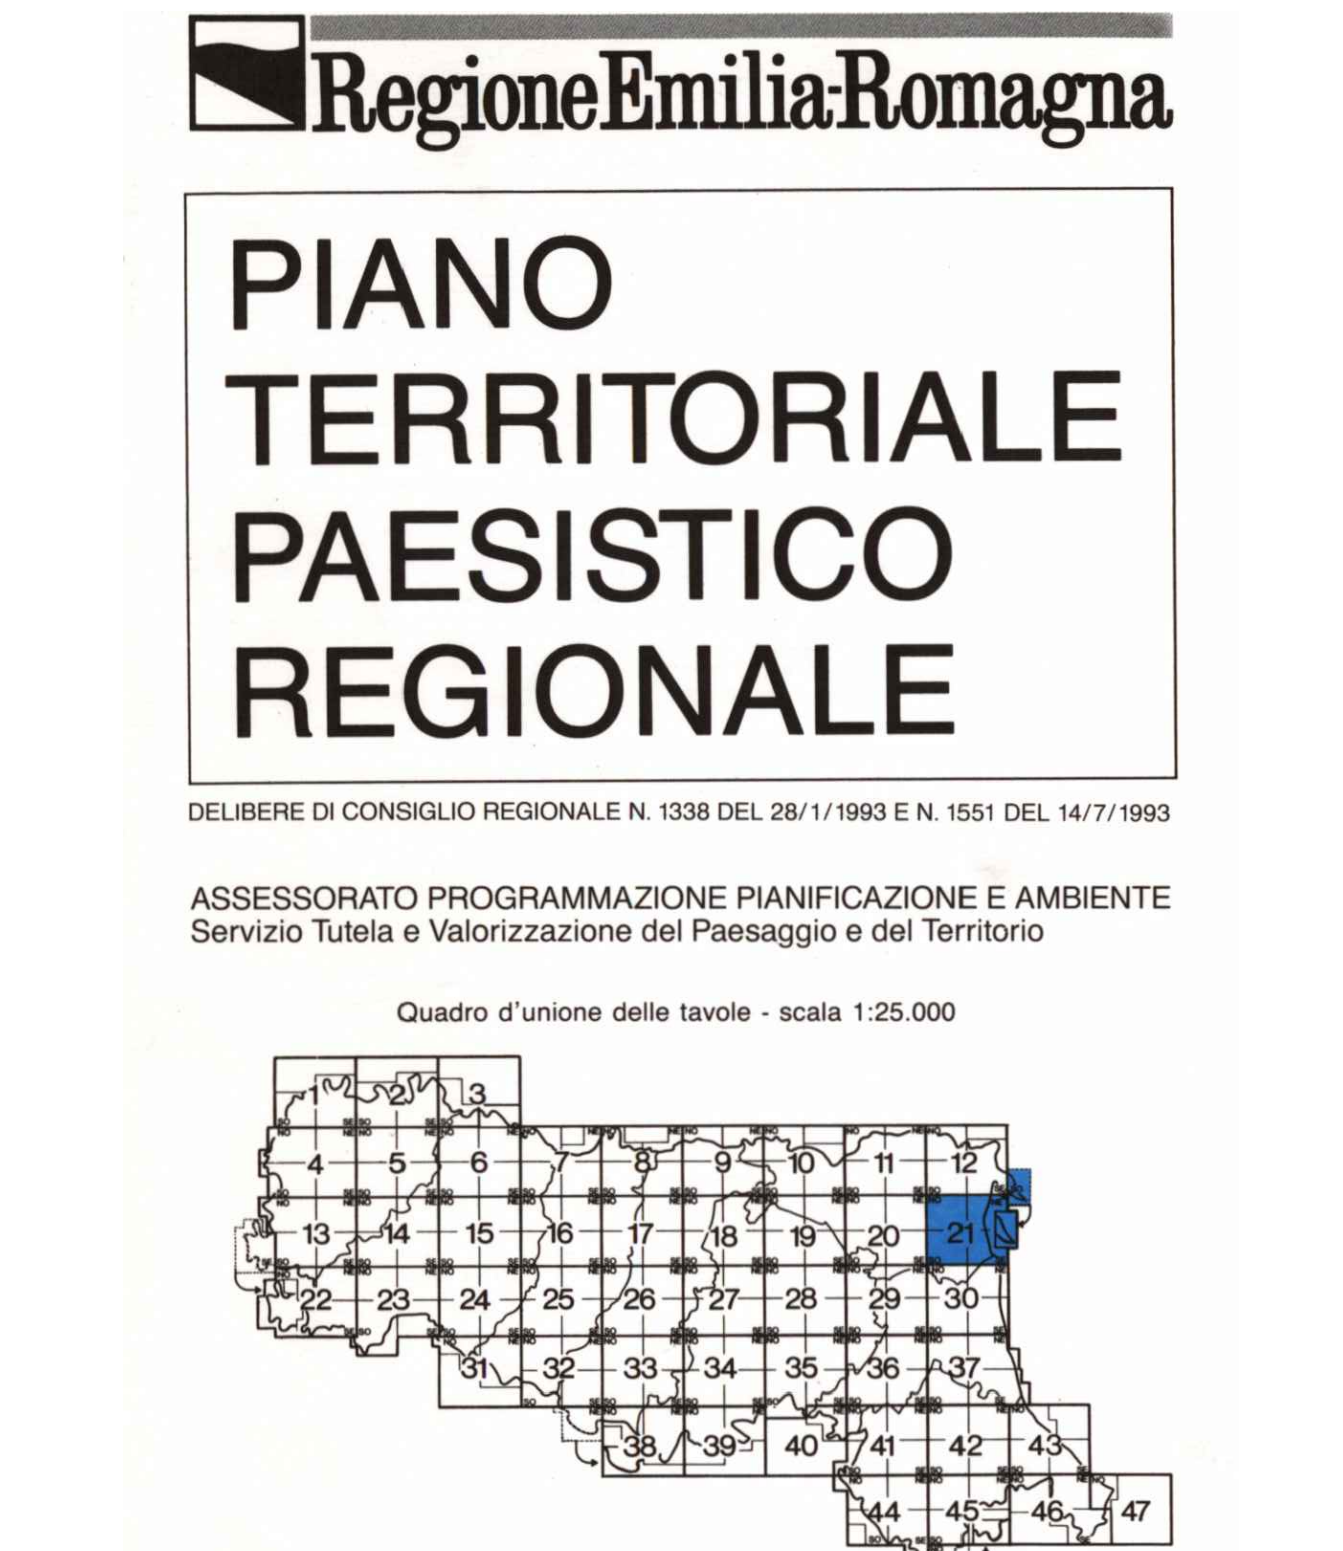 RegioneEmilia-Romagna
PIANO
TERRITORIALE
PAESISTICO
REGIONALE
DELIBERE DI CONSIGLIO REGIONALE N. 1338 DEL 28/1/1993 E N. 1551 DEL 14/7/1993
ASSESSORATO PROGRAMMAZIONE PIANIFICAZIONE E AMBIENTE
Servizio Tutela e Valorizzazione del Paesaggio e del Territorio
Quadro d'unione delle tavole - scala 1:25.000
1 2 3
4 5 6 7 8 9 10 11 12
13 14 15 16 17 18 19 20 21
22 23 24 25 26 27 28 29 30
31 32 33 34 35 36 37
38 39 40 41 42 43
44 45 46 47